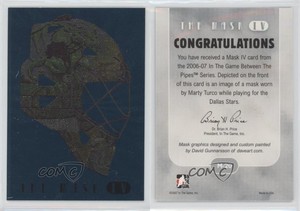 THE MASK IV
THE MASK IV
CONGRATULATIONS
You have received a Mask IV card from
the 2006-07 In The Game Between The
Pipes™ Series. Depicted on the front
of this card is an image of a mask worn
by Marty Turco while playing for the
Dallas Stars.
Dr. Brian H. Price
President, In The Game, Inc.
Mask graphics designed and custom painted
by David Gunnarsson of daveart.com.
COMC
COMC